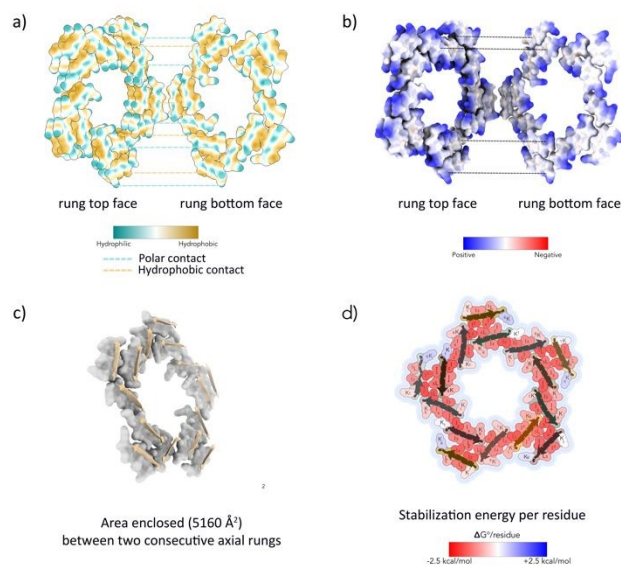 a)
rung top face
rung bottom face
Hydrophilic
Hydrophobic
Polar contact
Hydrophobic contact
b)
rung top face
rung bottom face
Positive
Negative
c)
2
Area enclosed (5160 Å²)
between two consecutive axial rungs
d)
Stabilization energy per residue
ΔG°/residue
-2.5 kcal/mol
+2.5 kcal/mol